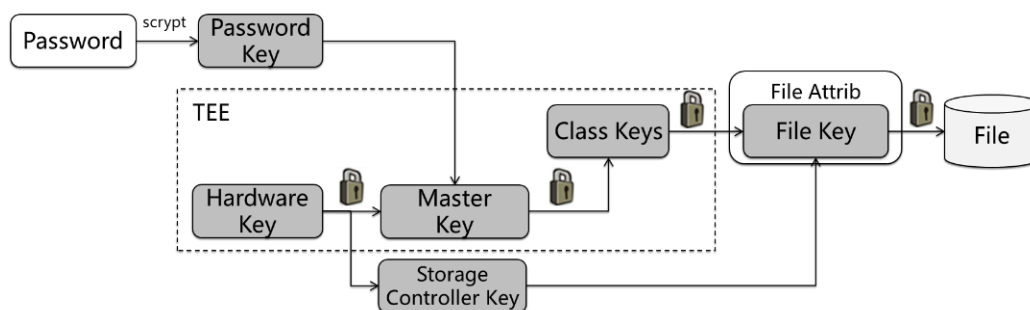 Password
scrypt
Password
Key
TEE
Class Keys
File Attrib
File Key
File
Hardware
Key
Master
Key
Storage
Controller Key